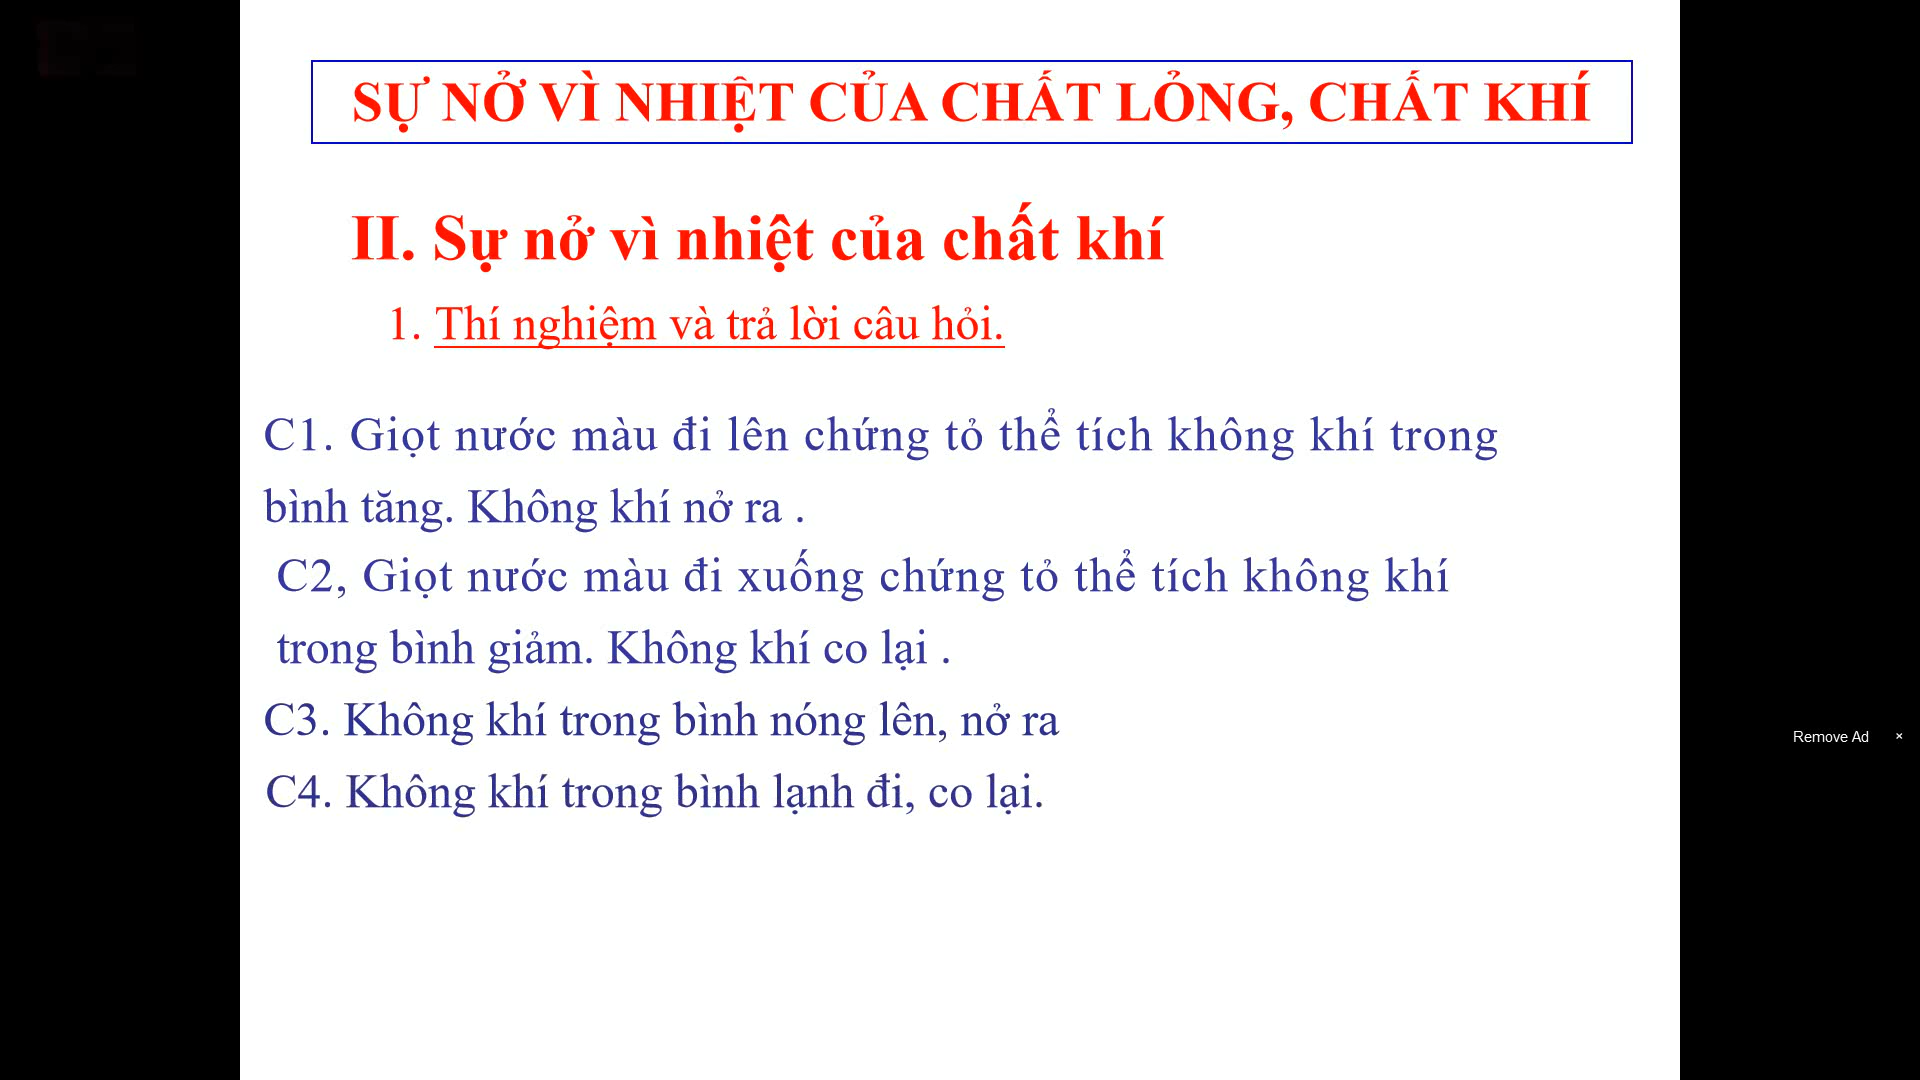 SỰ NỞ VÌ NHIỆT CỦA CHẤT LỎNG, CHẤT KHÍ
II. Sự nở vì nhiệt của chất khí
1. Thí nghiệm và trả lời câu hỏi.
C1. Giọt nước màu đi lên chứng tỏ thể tích không khí trong
bình tăng. Không khí nở ra .
C2, Giọt nước màu đi xuống chứng tỏ thể tích không khí
trong bình giảm. Không khí co lại .
C3. Không khí trong bình nóng lên, nở ra
Remove Ad ×
C4. Không khí trong bình lạnh đi, co lại.